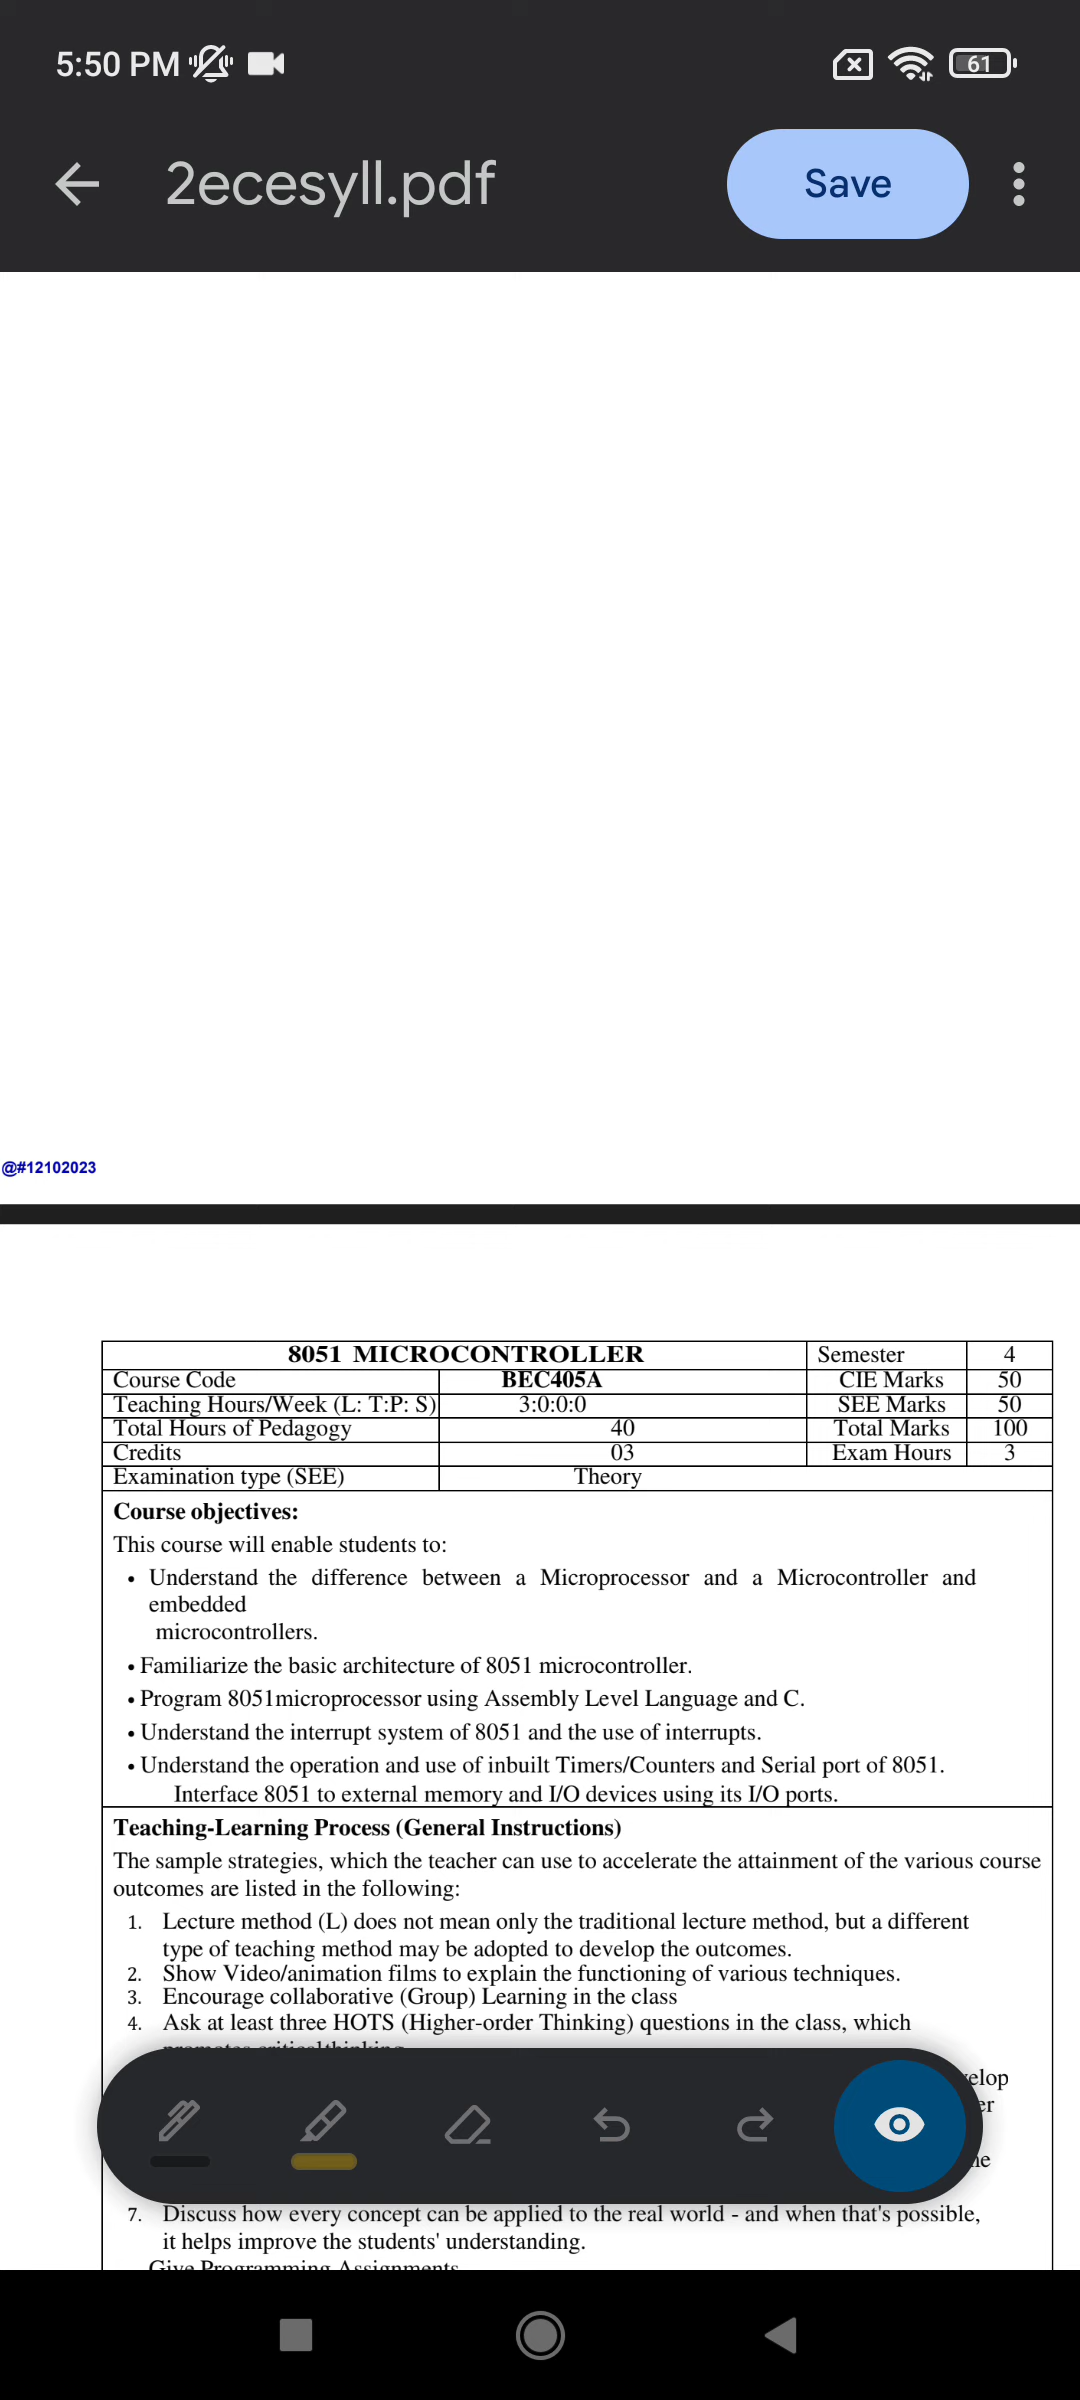 5:50 PM
61
2ecesyll.pdf
Save
@#12102023
8051 MICROCONTROLLER Semester 4
Course Code BEC405A CIE Marks 50
Teaching Hours/Week (L: T:P: S) 3:0:0:0 SEE Marks 50
Total Hours of Pedagogy 40 Total Marks 100
Credits 03 Exam Hours 3
Examination type (SEE) Theory
Course objectives:
This course will enable students to:
• Understand the difference between a Microprocessor and a Microcontroller and
embedded
microcontrollers.
• Familiarize the basic architecture of 8051 microcontroller.
• Program 8051microprocessor using Assembly Level Language and C.
• Understand the interrupt system of 8051 and the use of interrupts.
• Understand the operation and use of inbuilt Timers/Counters and Serial port of 8051.
Interface 8051 to external memory and I/O devices using its I/O ports.
Teaching-Learning Process (General Instructions)
The sample strategies, which the teacher can use to accelerate the attainment of the various course
outcomes are listed in the following:
1. Lecture method (L) does not mean only the traditional lecture method, but a different
type of teaching method may be adopted to develop the outcomes.
2. Show Video/animation films to explain the functioning of various techniques.
3. Encourage collaborative (Group) Learning in the class
4. Ask at least three HOTS (Higher-order Thinking) questions in the class, which
7. Discuss how every concept can be applied to the real world - and when that's possible,
it helps improve the students' understanding.
Give Programming Assignments